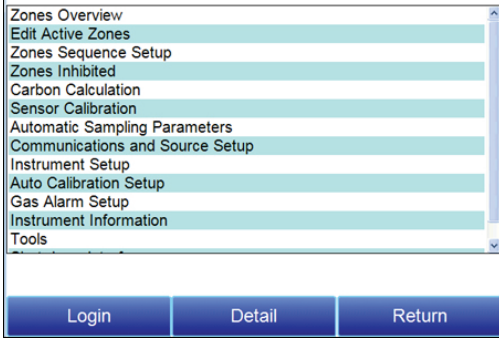 Zones Overview
Edit Active Zones
Zones Sequence Setup
Zones Inhibited
Carbon Calculation
Sensor Calibration
Automatic Sampling Parameters
Communications and Source Setup
Instrument Setup
Auto Calibration Setup
Gas Alarm Setup
Instrument Information
Tools
Login Detail Return